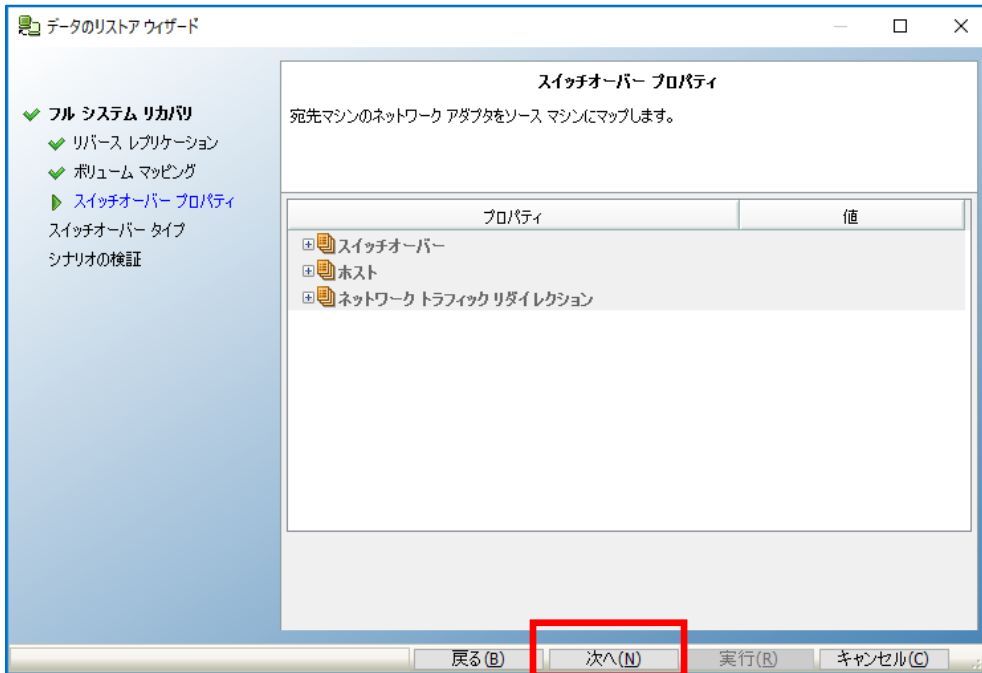 データのリストア ウィザード
フル システム リカバリ
リバース レプリケーション
ボリューム マッピング
スイッチオーバー プロパティ
スイッチオーバー タイプ
シナリオの検証
スイッチオーバー プロパティ
宛先マシンのネットワーク アダプタをソース マシンにマップします。
プロパティ 値
スイッチオーバー
ホスト
ネットワーク トラフィック リダイレクション
戻る(B) 次へ(N) 実行(R) キャンセル(C)